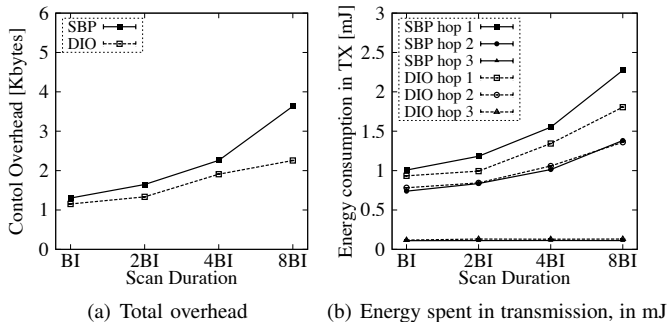 SBP
DIO
Contol Overhead [Kbytes]
6
5
4
3
2
1
0
BI 2BI 4BI 8BI
Scan Duration
(a) Total overhead
SBP hop 1
SBP hop 2
SBP hop 3
DIO hop 1
DIO hop 2
DIO hop 3
Energy consumption in TX [mJ]
3
2.5
2
1.5
1
0.5
0
BI 2BI 4BI 8BI
Scan Duration
(b) Energy spent in transmission, in mJ